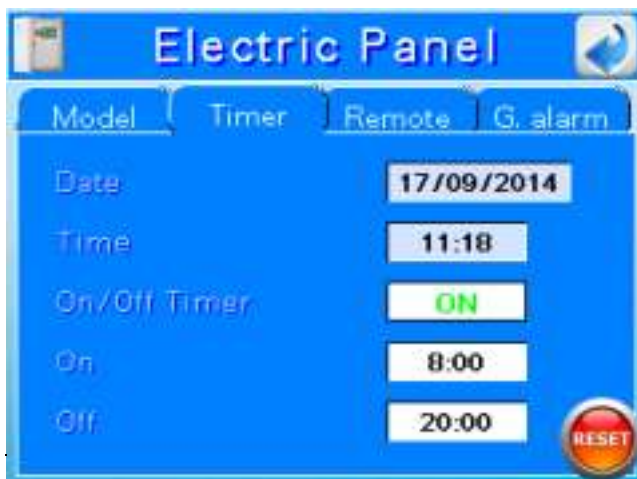 Electric Panel
Model Timer Remote G. alarm
Date 17/09/2014
Time 11:18
On/Off Timer ON
On 8:00
Off 20:00
RESET